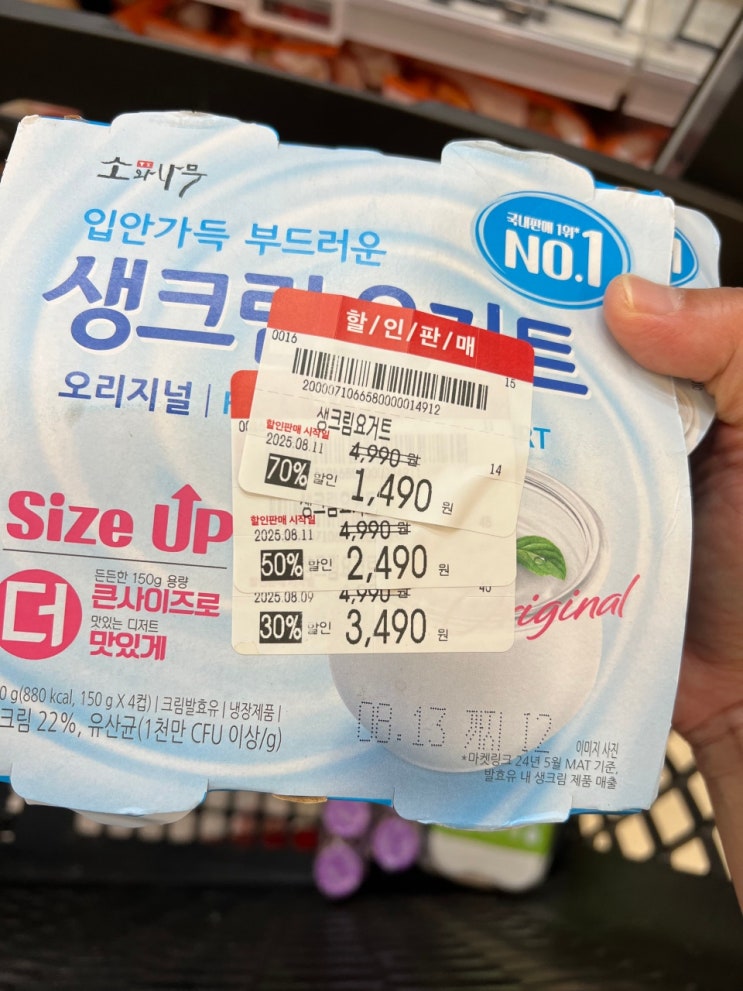 소와나무
국내판매 1위*
NO.1
입안가득 부드러운
생크림요거트
오리지널
할/인/판/매
0016
15
2000071066580000014912
생크림요거트
할인판매 시작일
2025.08.11
4,990 원
14
70% 할인 1,490 원
할인판매 시작일
2025.08.11
4,990 원
50% 할인 2,490 원
2025.08.09
4,990 원
40
30% 할인 3,490 원
Size UP
든든한 150g 용량
더 큰사이즈로
맛있는 디저트
맛있게
(880 kcal, 150 g X 4컵) | 크림발효유 | 냉장제품 |
크림 22%, 유산균(1천만 CFU 이상/g)
08.13
12
이미지 사진
*마켓링크 24년 5월 MAT 기준,
발효유 내 생크림 제품 매출